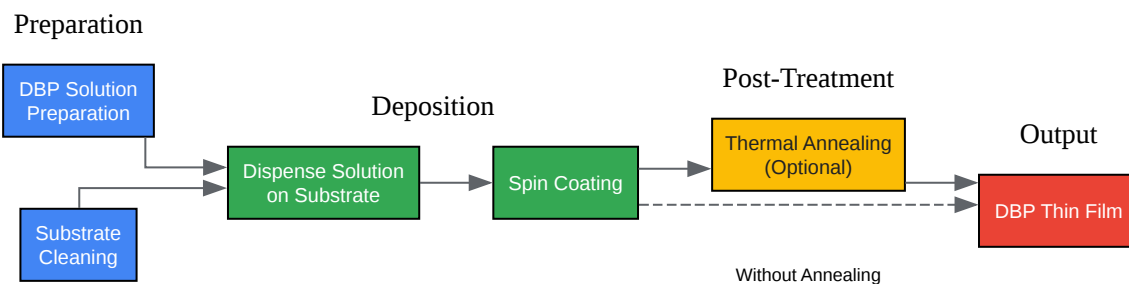 Preparation
DBP Solution
Preparation
Substrate
Cleaning
Deposition
Dispense Solution
on Substrate
Spin Coating
Post-Treatment
Thermal Annealing
(Optional)
Without Annealing
Output
DBP Thin Film